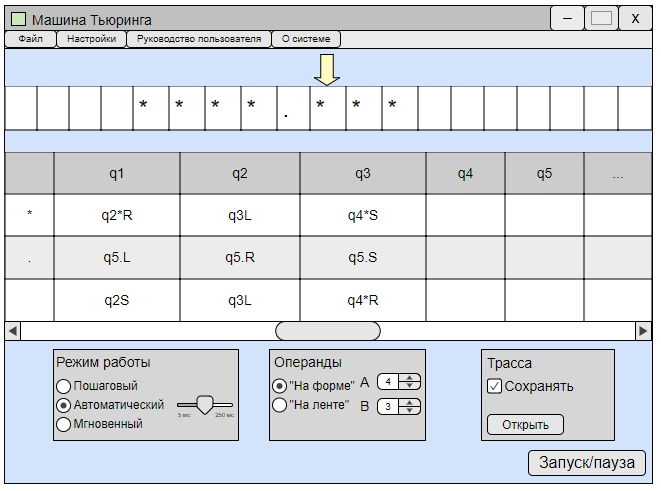 Машина Тьюринга – X
Файл Настройки Руководство пользователя О системе
* * * * . * * *
q1 q2 q3 q4 q5 ...
* q2*R q3L q4*S
. q5.L q5.R q5.S
q2S q3L q4*R
Режим работы
Пошаговый
Автоматический
5 мс 250 мс
Мгновенный
Операнды
"На форме" A 4
"На ленте" B 3
Трасса
Сохранять
Открыть
Запуск/пауза